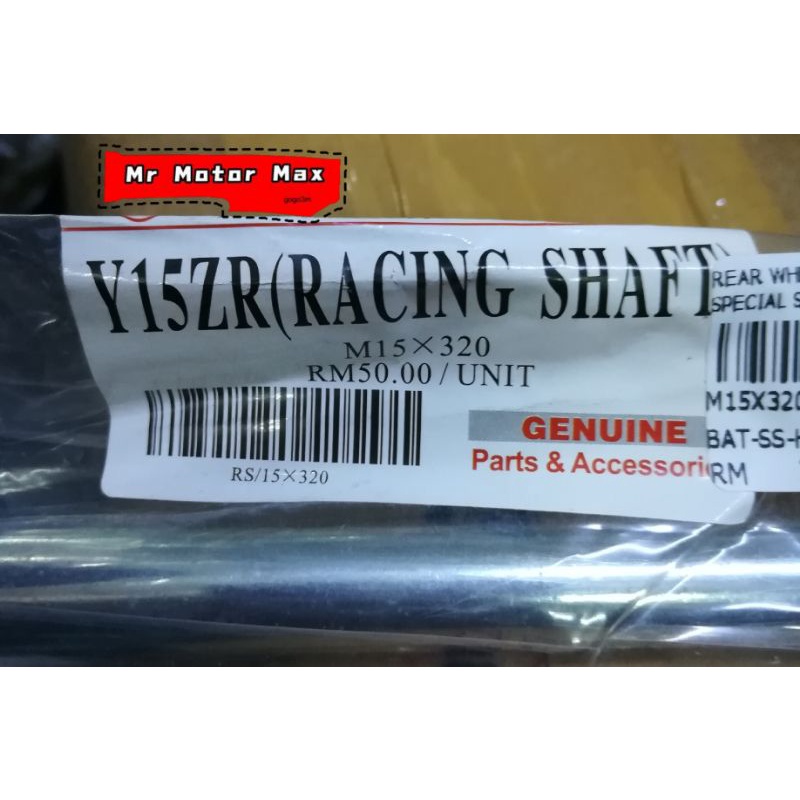 Mr Motor Max
Y15ZR(RACING SHAFT)
M15×320
RM50.00/UNIT
RS/15×320
GENUINE
Parts & Accessori
REAR WH
SPECIAL S
M15X320
BAT-SS-H
RM